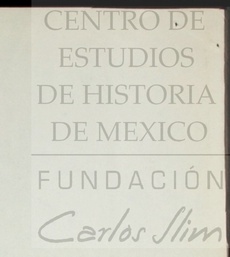 CENTRO DE
ESTUDIOS
DE HISTORIA
DE MEXICO
FUNDACIÓN
Carlos Slim